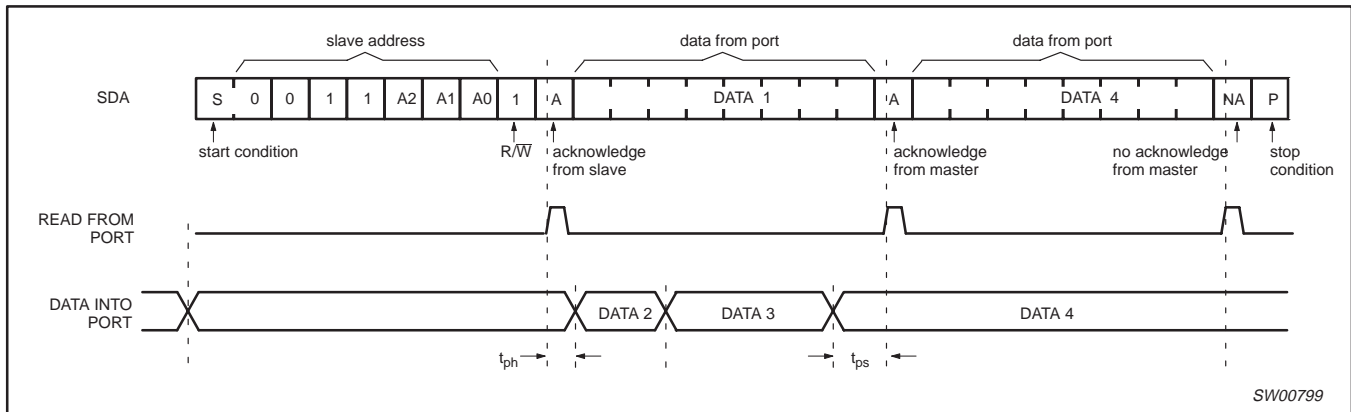 slave address
data from port
data from port
SDA
S 0 0 1 1 A2 A1 A0 1 A DATA 1 A DATA 4 NA P
start condition
R/W̅
acknowledge
from slave
acknowledge
from master
no acknowledge
from master
stop
condition
READ FROM
PORT
DATA INTO
PORT
DATA 2
DATA 3
DATA 4
tph
tps
SW00799